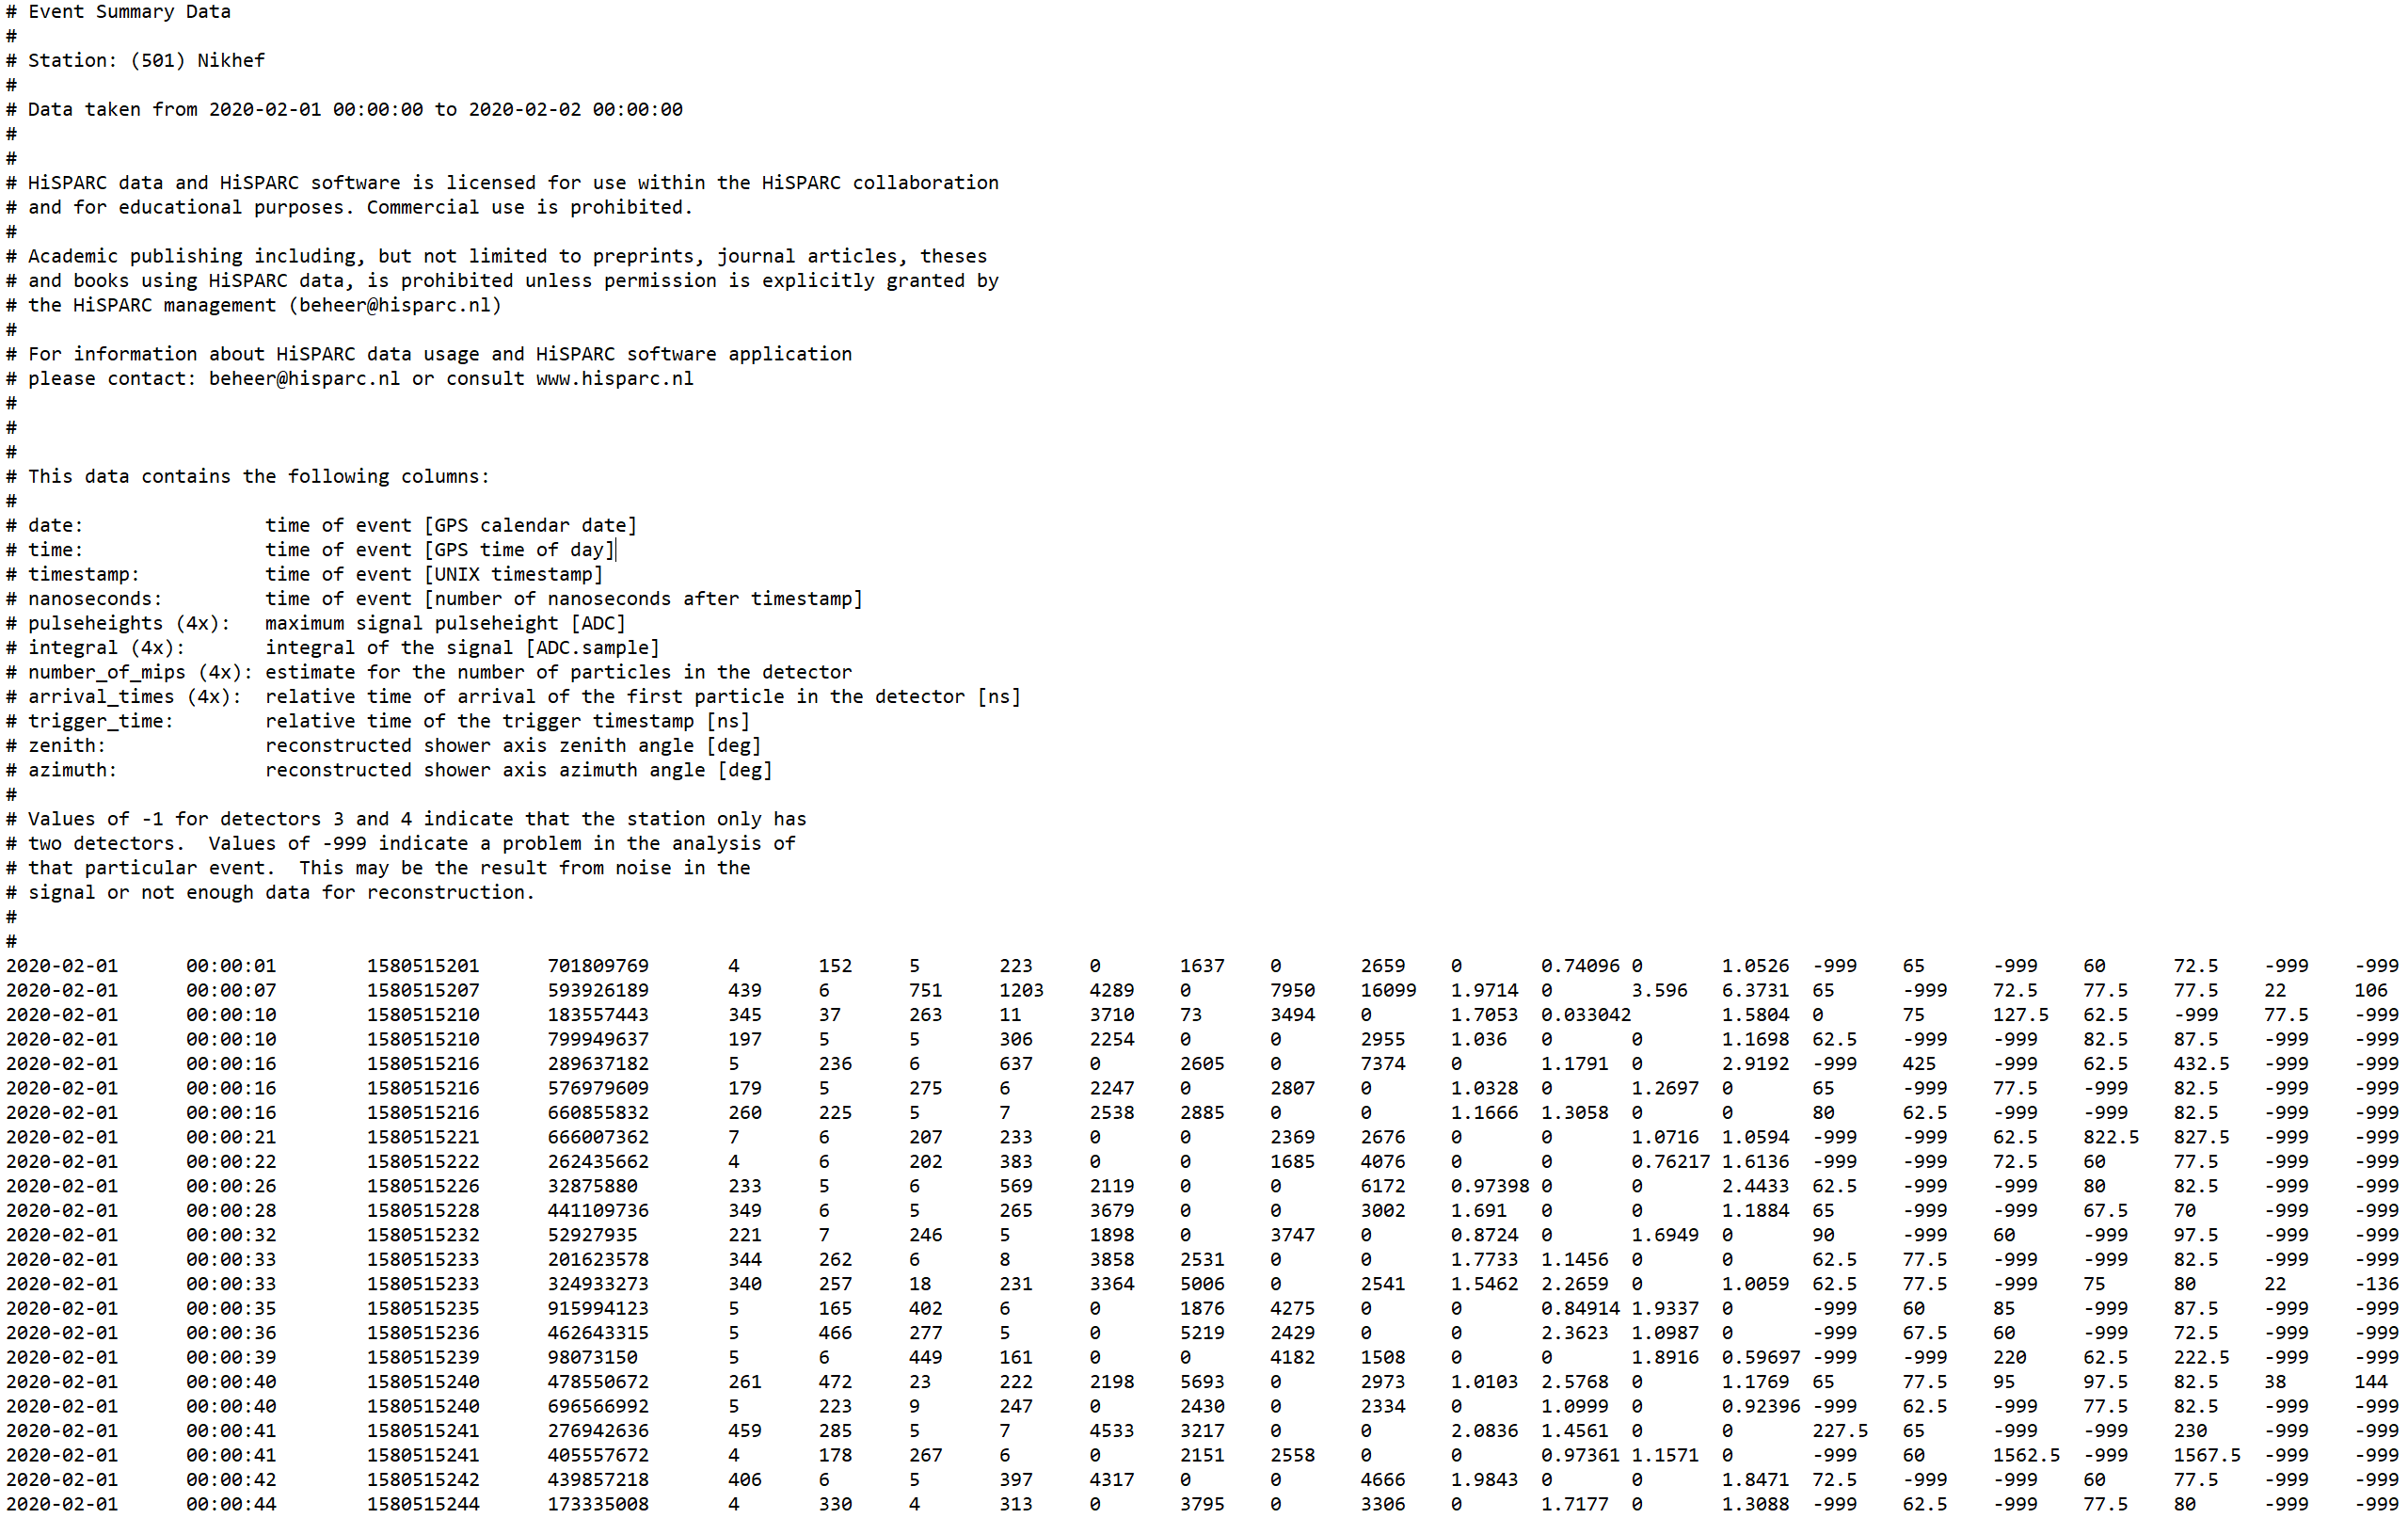 # Event Summary Data
#
# Station: (501) Nikhef
#
# Data taken from 2020-02-01 00:00:00 to 2020-02-02 00:00:00
#
#
# HiSPARC data and HiSPARC software is licensed for use within the HiSPARC collaboration
# and for educational purposes. Commercial use is prohibited.
#
# Academic publishing including, but not limited to preprints, journal articles, theses
# and books using HiSPARC data, is prohibited unless permission is explicitly granted by
# the HiSPARC management (beheer@hisparc.nl)
#
# For information about HiSPARC data usage and HiSPARC software application
# please contact: beheer@hisparc.nl or consult www.hisparc.nl
#
#
#
# This data contains the following columns:
#
# date: time of event [GPS calendar date]
# time: time of event [GPS time of day]
# timestamp: time of event [UNIX timestamp]
# nanoseconds: time of event [number of nanoseconds after timestamp]
# pulseheights (4x): maximum signal pulseheight [ADC]
# integral (4x): integral of the signal [ADC.sample]
# number_of_mips (4x): estimate for the number of particles in the detector
# arrival_times (4x): relative time of arrival of the first particle in the detector [ns]
# trigger_time: relative time of the trigger timestamp [ns]
# zenith: reconstructed shower axis zenith angle [deg]
# azimuth: reconstructed shower axis azimuth angle [deg]
#
# Values of -1 for detectors 3 and 4 indicate that the station only has
# two detectors.  Values of -999 indicate a problem in the analysis of
# that particular event.  This may be the result from noise in the
# signal or not enough data for reconstruction.
#
#
2020-02-01 00:00:01 1580515201 701809769 4 152 5 223 0 1637 0 2659 0 0.74096 0 1.0526 -999 65 -999 60 72.5 -999 -999
2020-02-01 00:00:07 1580515207 593926189 439 6 751 1203 4289 0 7950 16099 1.9714 0 3.596 6.3731 65 -999 72.5 77.5 77.5 22 106
2020-02-01 00:00:10 1580515210 183557443 345 37 263 11 3710 73 3494 0 1.7053 0.033042 1.5804 0 75 127.5 62.5 -999 77.5 -999
2020-02-01 00:00:10 1580515210 799949637 197 5 5 306 2254 0 0 2955 1.036 0 0 1.1698 62.5 -999 -999 82.5 87.5 -999 -999
2020-02-01 00:00:16 1580515216 289637182 5 236 6 637 0 2605 0 7374 0 1.1791 0 2.9192 -999 425 -999 62.5 432.5 -999 -999
2020-02-01 00:00:16 1580515216 576979609 179 5 275 6 2247 0 2807 0 1.0328 0 1.2697 0 65 -999 77.5 -999 82.5 -999 -999
2020-02-01 00:00:16 1580515216 660855832 260 225 5 7 2538 2885 0 0 1.1666 1.3058 0 0 80 62.5 -999 -999 82.5 -999 -999
2020-02-01 00:00:21 1580515221 666007362 7 6 207 233 0 0 2369 2676 0 0 1.0716 1.0594 -999 -999 62.5 822.5 827.5 -999 -999
2020-02-01 00:00:22 1580515222 262435662 4 6 202 383 0 0 1685 4076 0 0 0.76217 1.6136 -999 -999 72.5 60 77.5 -999 -999
2020-02-01 00:00:26 1580515226 32875880 233 5 6 569 2119 0 0 6172 0.97398 0 0 2.4433 62.5 -999 -999 80 82.5 -999 -999
2020-02-01 00:00:28 1580515228 441109736 349 6 5 265 3679 0 0 3002 1.691 0 0 1.1884 65 -999 -999 67.5 70 -999 -999
2020-02-01 00:00:32 1580515232 52927935 221 7 246 5 1898 0 3747 0 0.8724 0 1.6949 0 90 -999 60 -999 97.5 -999 -999
2020-02-01 00:00:33 1580515233 201623578 344 262 6 8 3858 2531 0 0 1.7733 1.1456 0 0 62.5 77.5 -999 -999 82.5 -999 -999
2020-02-01 00:00:33 1580515233 324933273 340 257 18 231 3364 5006 0 2541 1.5462 2.2659 0 1.0059 62.5 77.5 -999 75 80 22 -136
2020-02-01 00:00:35 1580515235 915994123 5 165 402 6 0 1876 4275 0 0 0.84914 1.9337 0 -999 60 85 -999 87.5 -999 -999
2020-02-01 00:00:36 1580515236 462643315 5 466 277 5 0 5219 2429 0 0 2.3623 1.0987 0 -999 67.5 60 -999 72.5 -999 -999
2020-02-01 00:00:39 1580515239 98073150 5 6 449 161 0 0 4182 1508 0 0 1.8916 0.59697 -999 -999 220 62.5 222.5 -999 -999
2020-02-01 00:00:40 1580515240 478550672 261 472 23 222 2198 5693 0 2973 1.0103 2.5768 0 1.1769 65 77.5 95 97.5 82.5 38 144
2020-02-01 00:00:40 1580515240 696566992 5 223 9 247 0 2430 0 2334 0 1.0999 0 0.92396 -999 62.5 -999 77.5 82.5 -999 -999
2020-02-01 00:00:41 1580515241 276942636 459 285 5 7 4533 3217 0 0 2.0836 1.4561 0 0 227.5 65 -999 -999 230 -999 -999
2020-02-01 00:00:41 1580515241 405557672 4 178 267 6 0 2151 2558 0 0 0.97361 1.1571 0 -999 60 1562.5 -999 1567.5 -999 -999
2020-02-01 00:00:42 1580515242 439857218 406 6 5 397 4317 0 0 4666 1.9843 0 0 1.8471 72.5 -999 -999 60 77.5 -999 -999
2020-02-01 00:00:44 1580515244 173335008 4 330 4 313 0 3795 0 3306 0 1.7177 0 1.3088 -999 62.5 -999 77.5 80 -999 -999